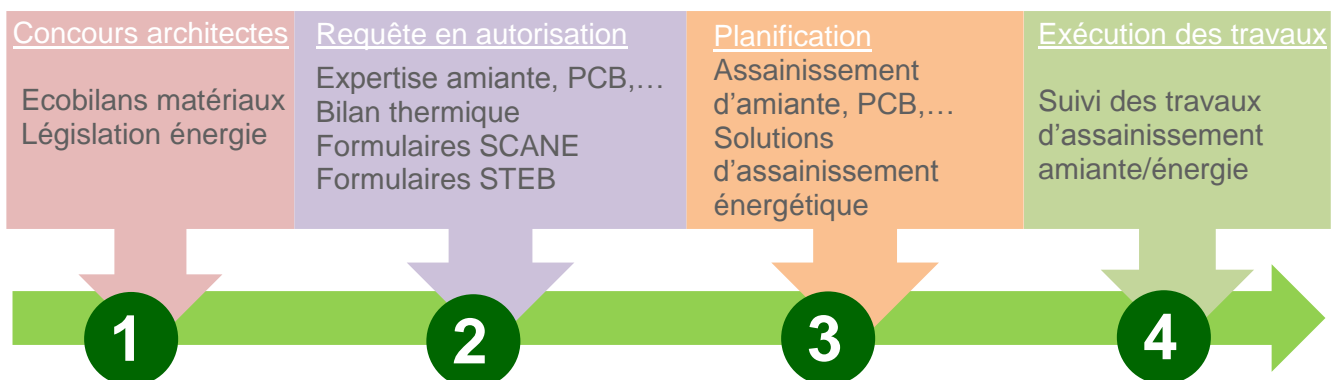 Concours architectes
Ecobilans matériaux
Législation énergie
Requête en autorisation
Expertise amiante, PCB,…
Bilan thermique
Formulaires SCANE
Formulaires STEB
Planification
Assainissement
d’amiante, PCB,…
Solutions
d’assainissement
énergétique
Exécution des travaux
Suivi des travaux
d’assainissement
amiante/énergie
1
2
3
4